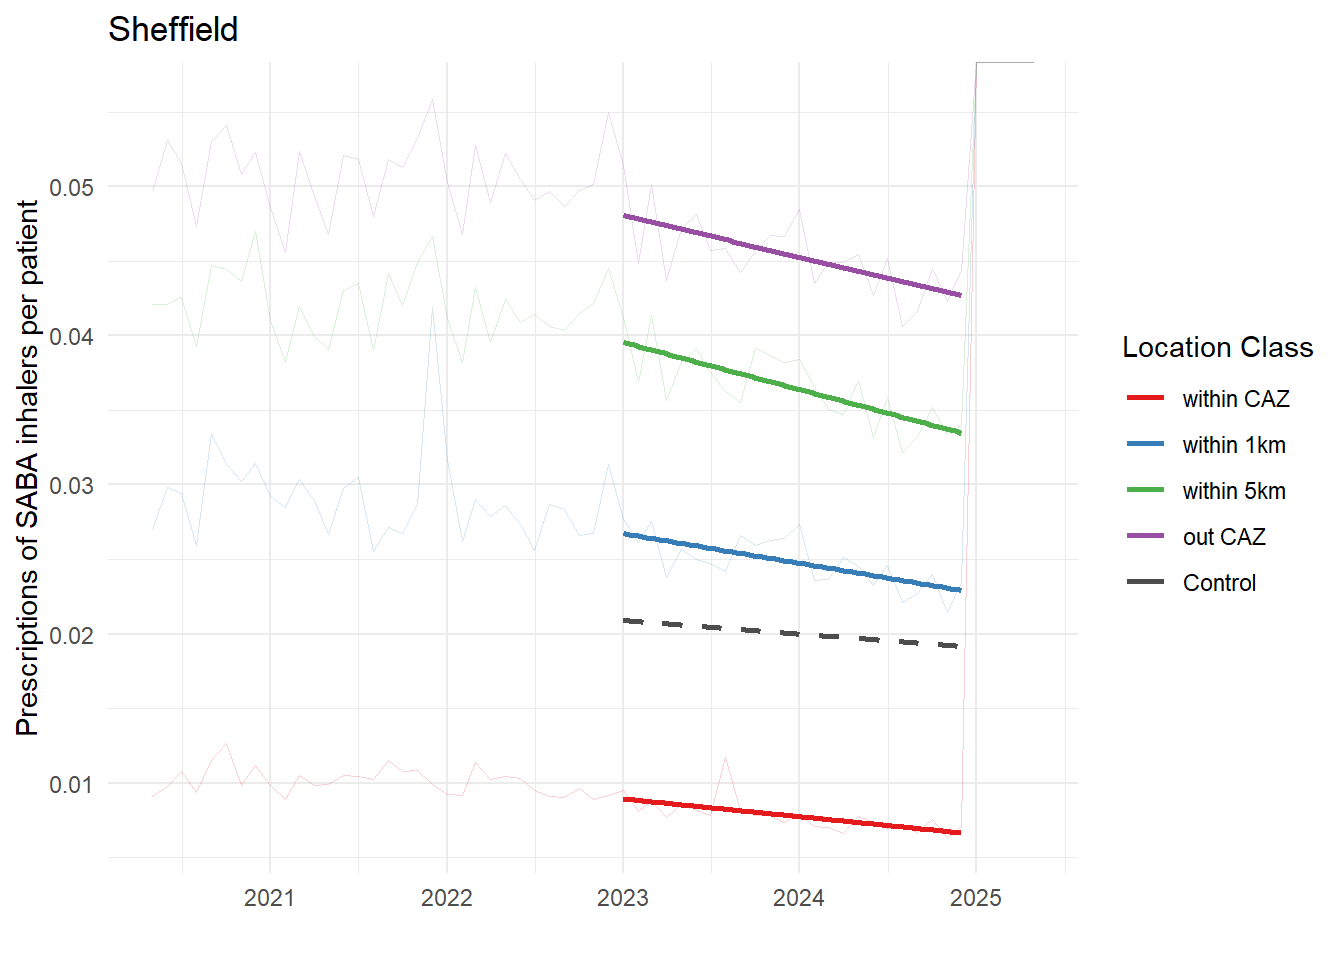 Sheffield
Prescriptions of SABA inhalers per patient
0.05
0.04
0.03
0.02
0.01
2021
2022
2023
2024
2025
Location Class
within CAZ
within 1km
within 5km
out CAZ
Control